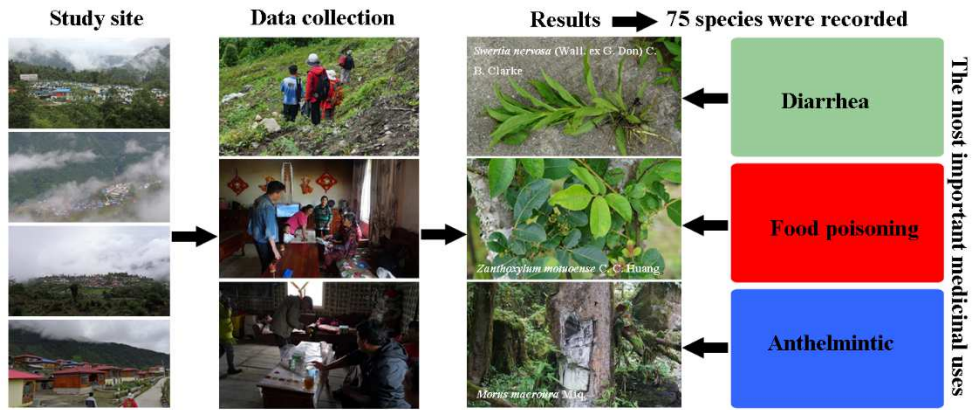 Study site
Data collection
Results
75 species were recorded
Swertia nervosa (Wall. ex G. Don) C.
B. Clarke
Diarrhea
Zanthoxylum motuoense C. C. Huang
Food poisoning
Morus macroura Miq.
Anthelmintic
The most important medicinal uses